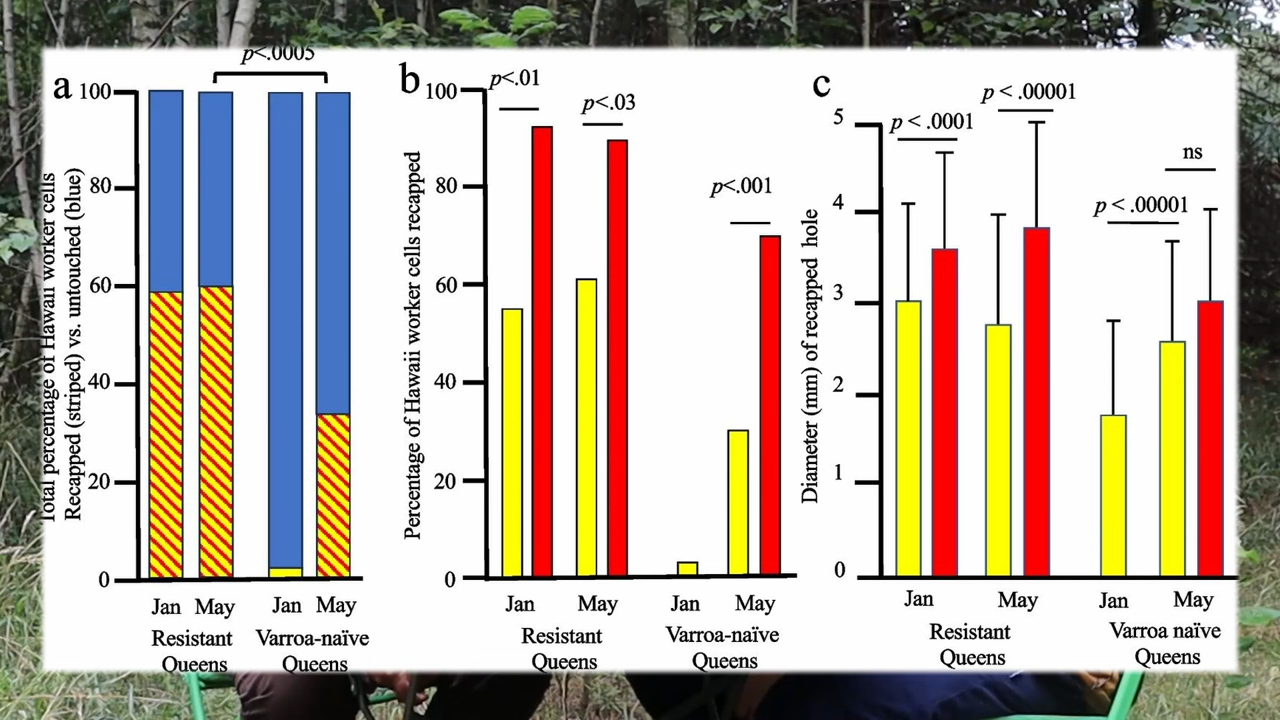 a
p<.0005
100
80
60
40
20
0
Total percentage of Hawaii worker cells
Recapped (striped) vs. untouched (blue)
Jan May Jan May
Resistant Queens
Varroa-naïve Queens
b
100
80
60
40
20
0
Percentage of Hawaii worker cells recapped
p<.01
p<.03
p<.001
Jan May Jan May
Resistant Queens
Varroa-naïve Queens
c
5
4
3
2
1
0
Diameter (mm) of recapped hole
p < .0001
p < .00001
p < .00001
ns
Jan May Jan May
Resistant Queens
Varroa naïve Queens